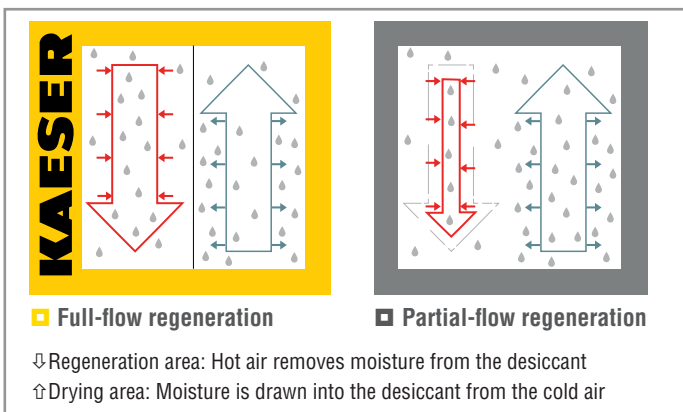 KAESER
Full-flow regeneration
Partial-flow regeneration
⇩Regeneration area: Hot air removes moisture from the desiccant
⇧Drying area: Moisture is drawn into the desiccant from the cold air